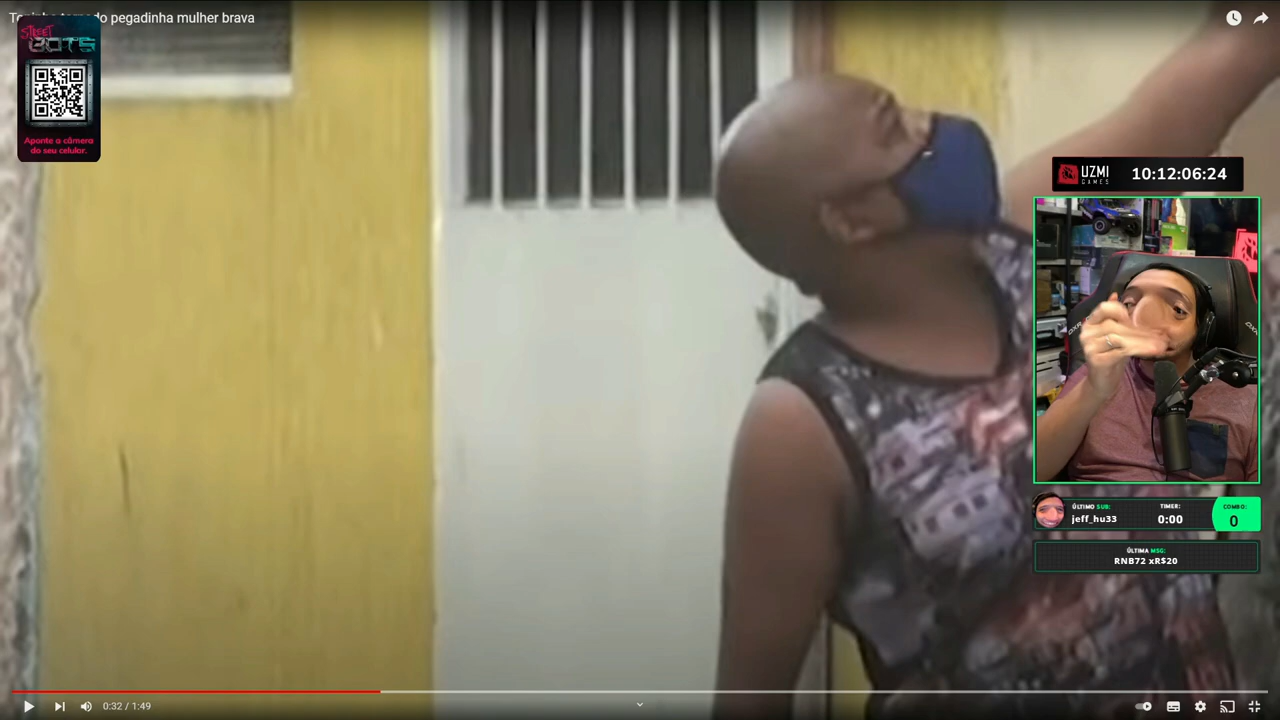 pegadinha mulher brava
STREET
BOTS
Aponte a câmera
do seu celular.
UZMI
GAMES
10:12:06:24
ÚLTIMO SUB:
jeff_hu33
TIMER:
0:00
COMBO:
0
ÚLTIMA MSG:
RNB72 xR$20
0:32 / 1:49